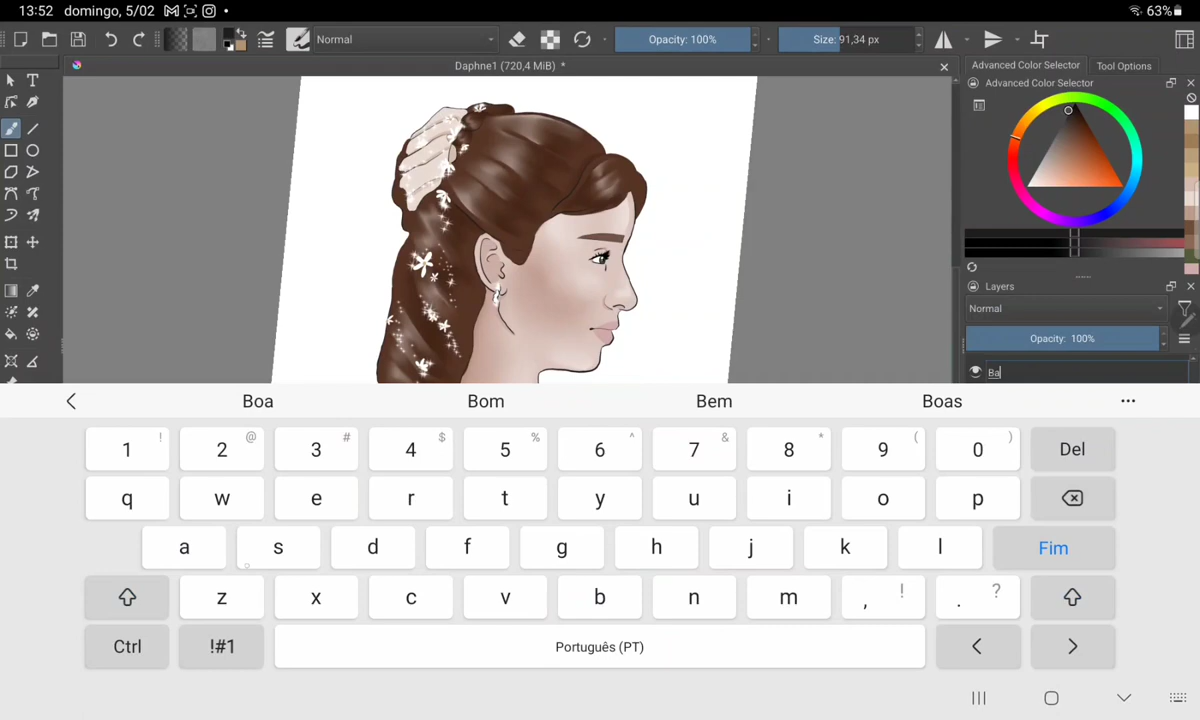 13:52 domingo, 5/02 63%
Normal Opacity: 100% Size: 91,34 px
Daphne1 (720,4 MiB) *
Advanced Color Selector Tool Options
Advanced Color Selector
Layers
Normal
Opacity: 100%
Ba
Boa Bom Bem Boas
1 ! 2 @ 3 # 4 $ 5 % 6 ^ 7 & 8 * 9 ( 0 ) Del
q w e r t y u i o p
a s d f g h j k l Fim
z x c v b n m , ! . ?
Ctrl !#1 Português (PT) < >